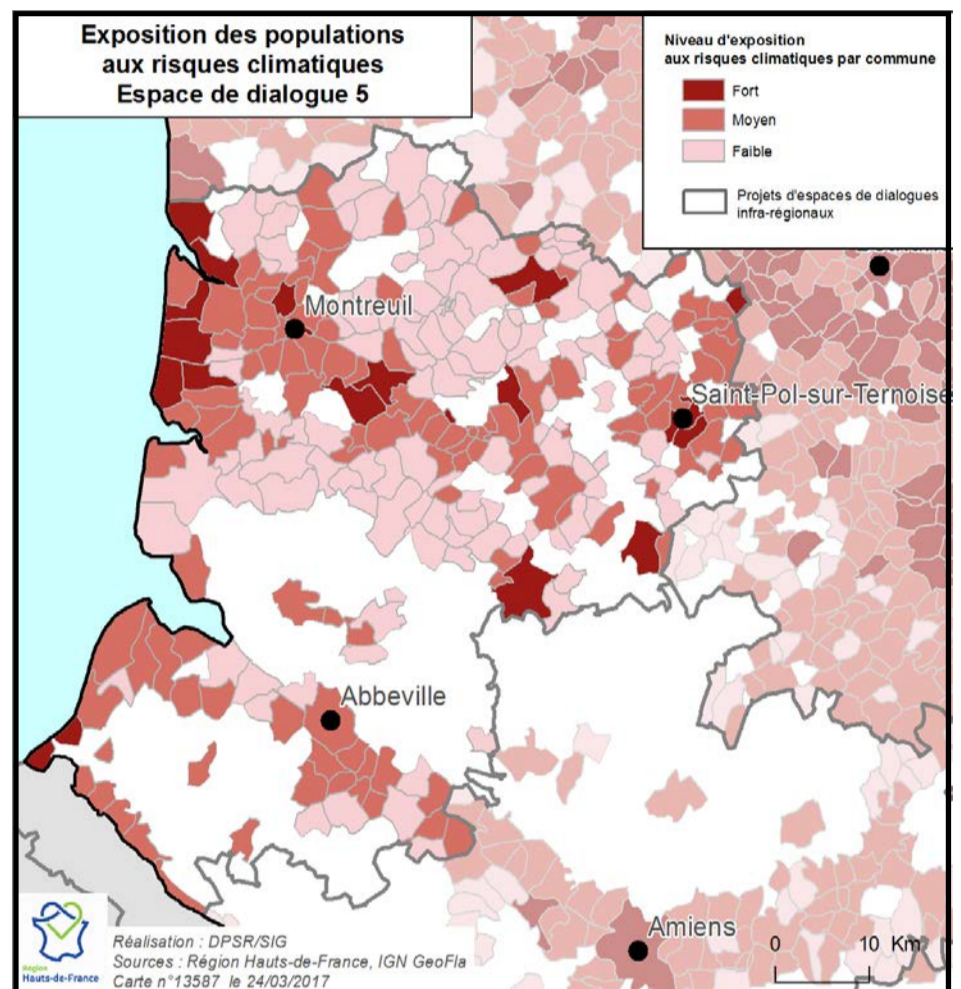 Exposition des populations
aux risques climatiques
Espace de dialogue 5
Niveau d'exposition
aux risques climatiques par commune
Fort
Moyen
Faible
Projets d'espaces de dialogues
infra-régionaux
Montreuil
Saint-Pol-sur-Ternoise
Abbeville
Amiens
0 10 Km
Région
Hauts-de-France
Réalisation : DPSR/SIG
Sources : Région Hauts-de-France, IGN GeoFla
Carte n°13587 le 24/03/2017